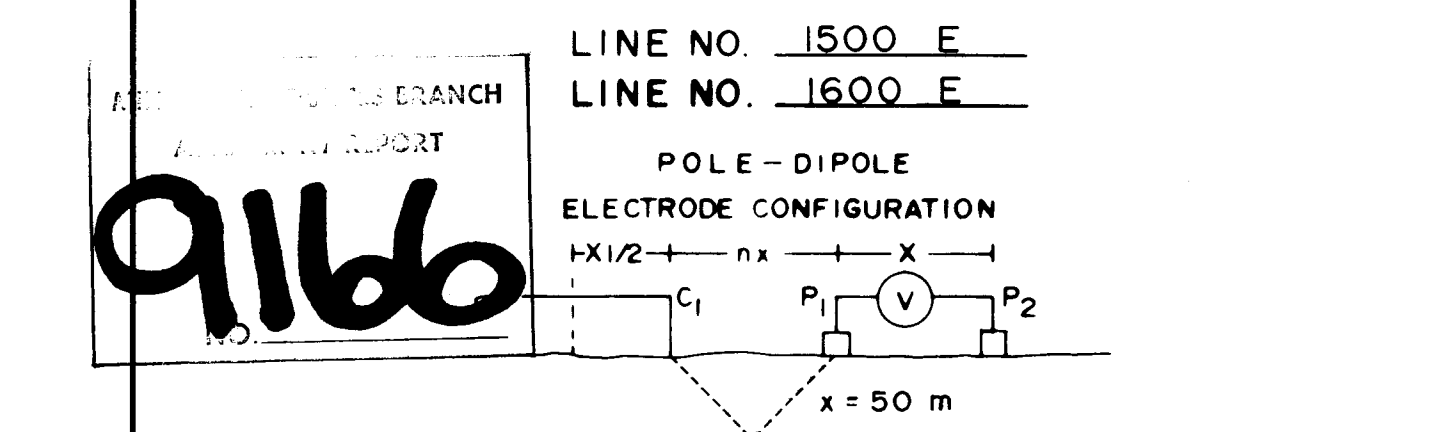 LINE NO. 1500 E
LINE NO. 1600 E
BRANCH
REPORT
9166
NO.
POLE-DIPOLE
ELECTRODE CONFIGURATION
X1/2 nx X
C1 P1 V P2
x = 50 m